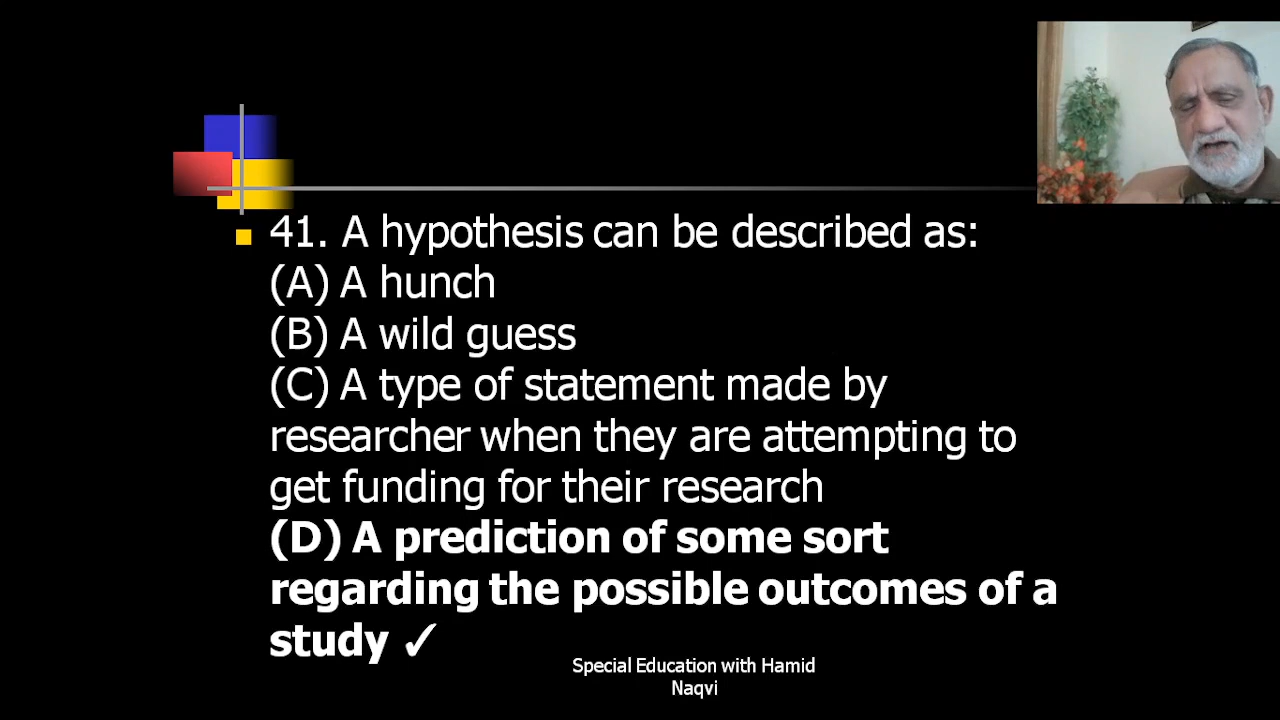 41. A hypothesis can be described as:
(A) A hunch
(B) A wild guess
(C) A type of statement made by
researcher when they are attempting to
get funding for their research
(D) A prediction of some sort
regarding the possible outcomes of a
study ✓
Special Education with Hamid
Naqvi